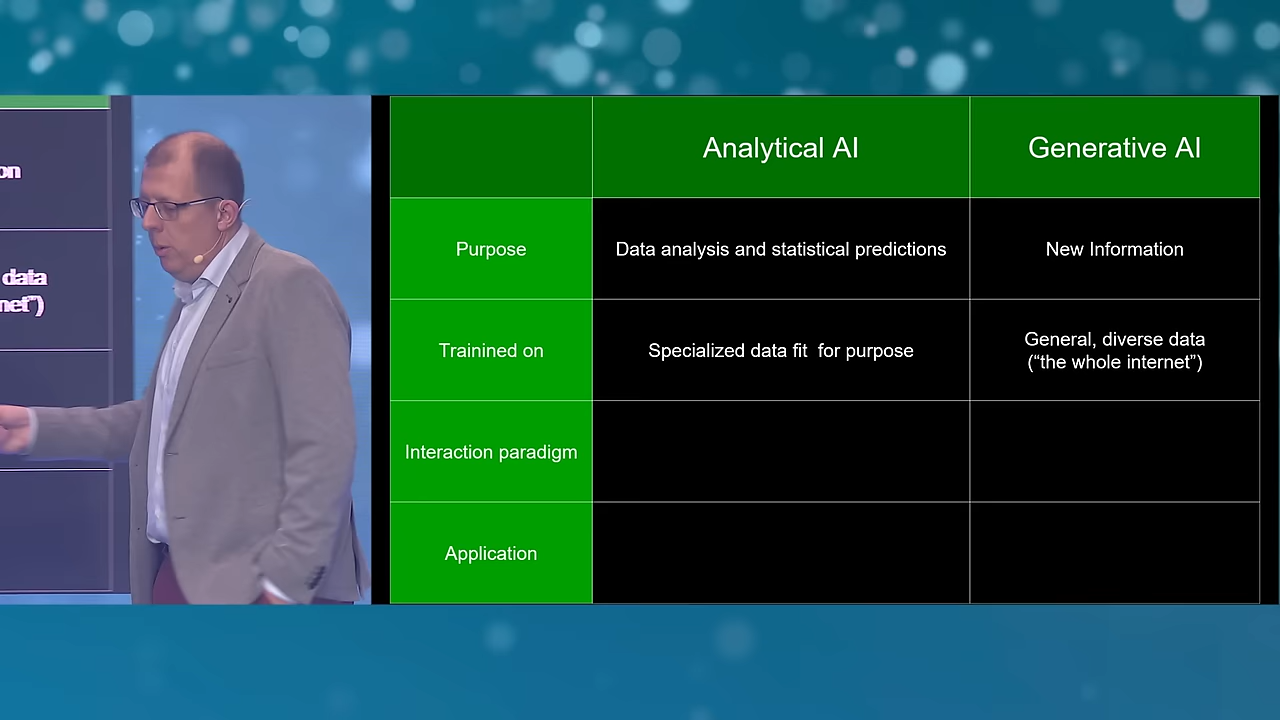 on
data
net”)
Analytical AI
Generative AI
Purpose
Data analysis and statistical predictions
New Information
Trainined on
Specialized data fit  for purpose
General, diverse data
(“the whole internet”)
Interaction paradigm
Application